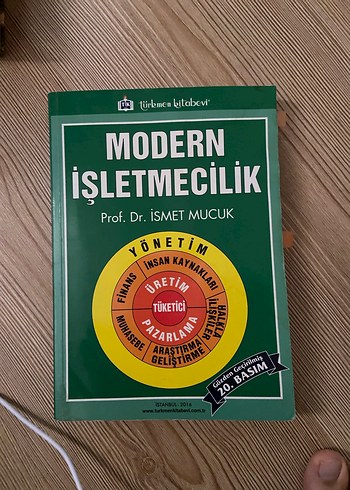 türkmen kitabevi
MODERN
İŞLETMECİLİK
Prof. Dr. İSMET MUCUK
YÖNETİM
İNSAN KAYNAKLARI
FİNANS
ÜRETİM
TÜKETİCİ
PAZARLAMA
HALKLA
İLİŞKİLER
MUHASEBE
ARAŞTIRMA
GELİŞTİRME
Gözden Geçirilmiş
20. BASIM
İSTANBUL - 2016
www.turkmenkitabevi.com.tr